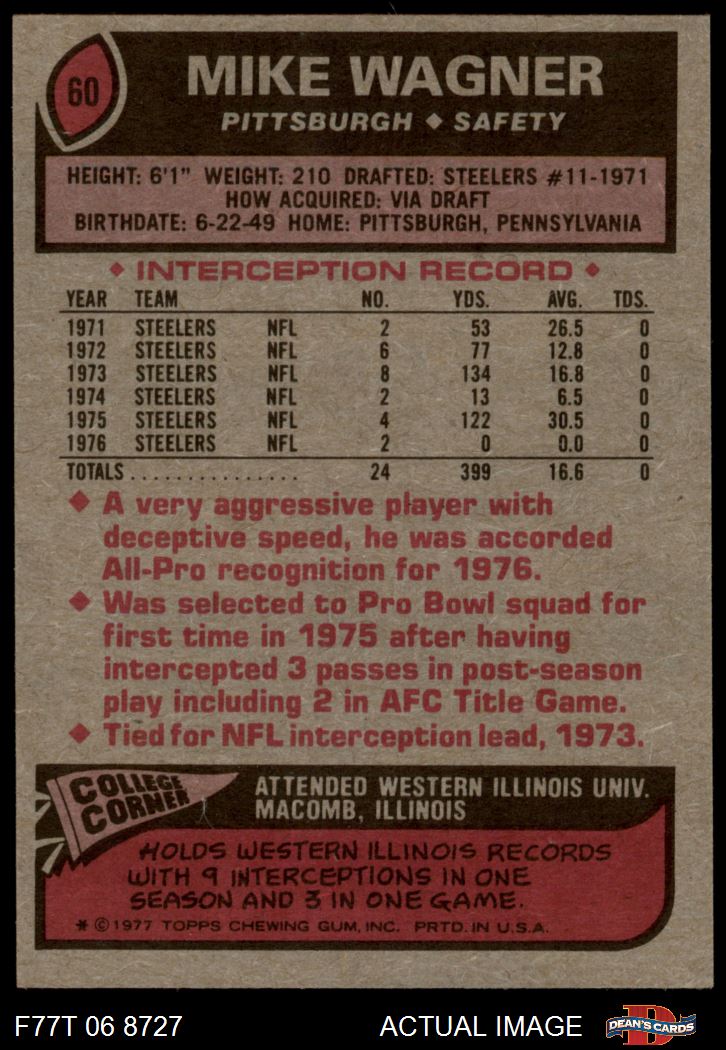 60
MIKE WAGNER
PITTSBURGH ◆ SAFETY
HEIGHT: 6'1" WEIGHT: 210 DRAFTED: STEELERS #11-1971
HOW ACQUIRED: VIA DRAFT
BIRTHDATE: 6-22-49 HOME: PITTSBURGH, PENNSYLVANIA
◆ INTERCEPTION RECORD ◆
YEAR TEAM NO. YDS. AVG. TDS.
1971 STEELERS NFL 2 53 26.5 0
1972 STEELERS NFL 6 77 12.8 0
1973 STEELERS NFL 8 134 16.8 0
1974 STEELERS NFL 2 13 6.5 0
1975 STEELERS NFL 4 122 30.5 0
1976 STEELERS NFL 2 0 0.0 0
TOTALS ............... 24 399 16.6 0
◆ A very aggressive player with
deceptive speed, he was accorded
All-Pro recognition for 1976.
◆ Was selected to Pro Bowl squad for
first time in 1975 after having
intercepted 3 passes in post-season
play including 2 in AFC Title Game.
◆ Tied for NFL interception lead, 1973.
COLLEGE
CORNER
ATTENDED WESTERN ILLINOIS UNIV.
MACOMB, ILLINOIS
HOLDS WESTERN ILLINOIS RECORDS
WITH 9 INTERCEPTIONS IN ONE
SEASON AND 3 IN ONE GAME.
* © 1977 TOPPS CHEWING GUM, INC. PRTD. IN U.S.A.
F77T 06 8727
ACTUAL IMAGE
D
DEAN'S CARDS